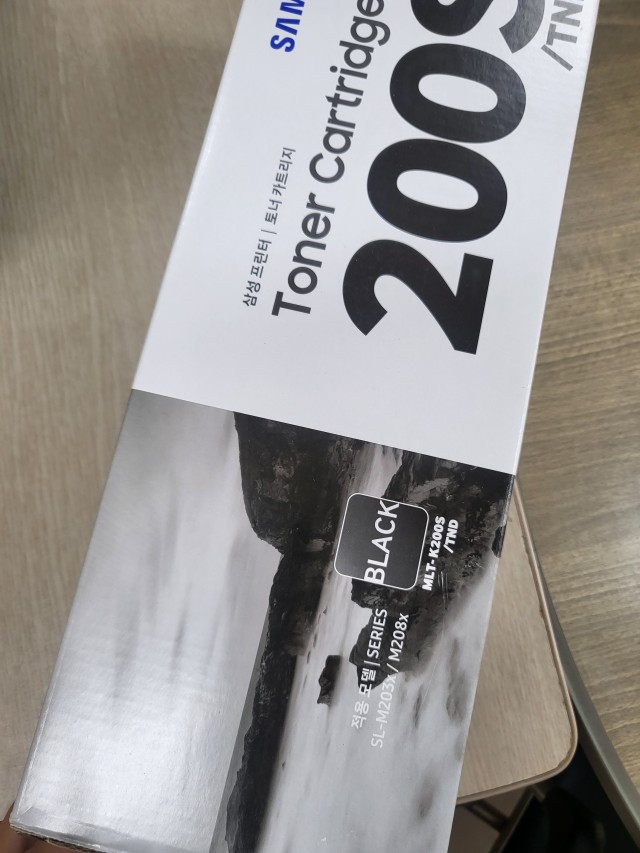 SAM
삼성 프린터 | 토너 카트리지
Toner Cartridge
200S
/TND
BLACK
MLT-K200S
/TND
적용 모델 | SERIES
SL-M203x / M208x